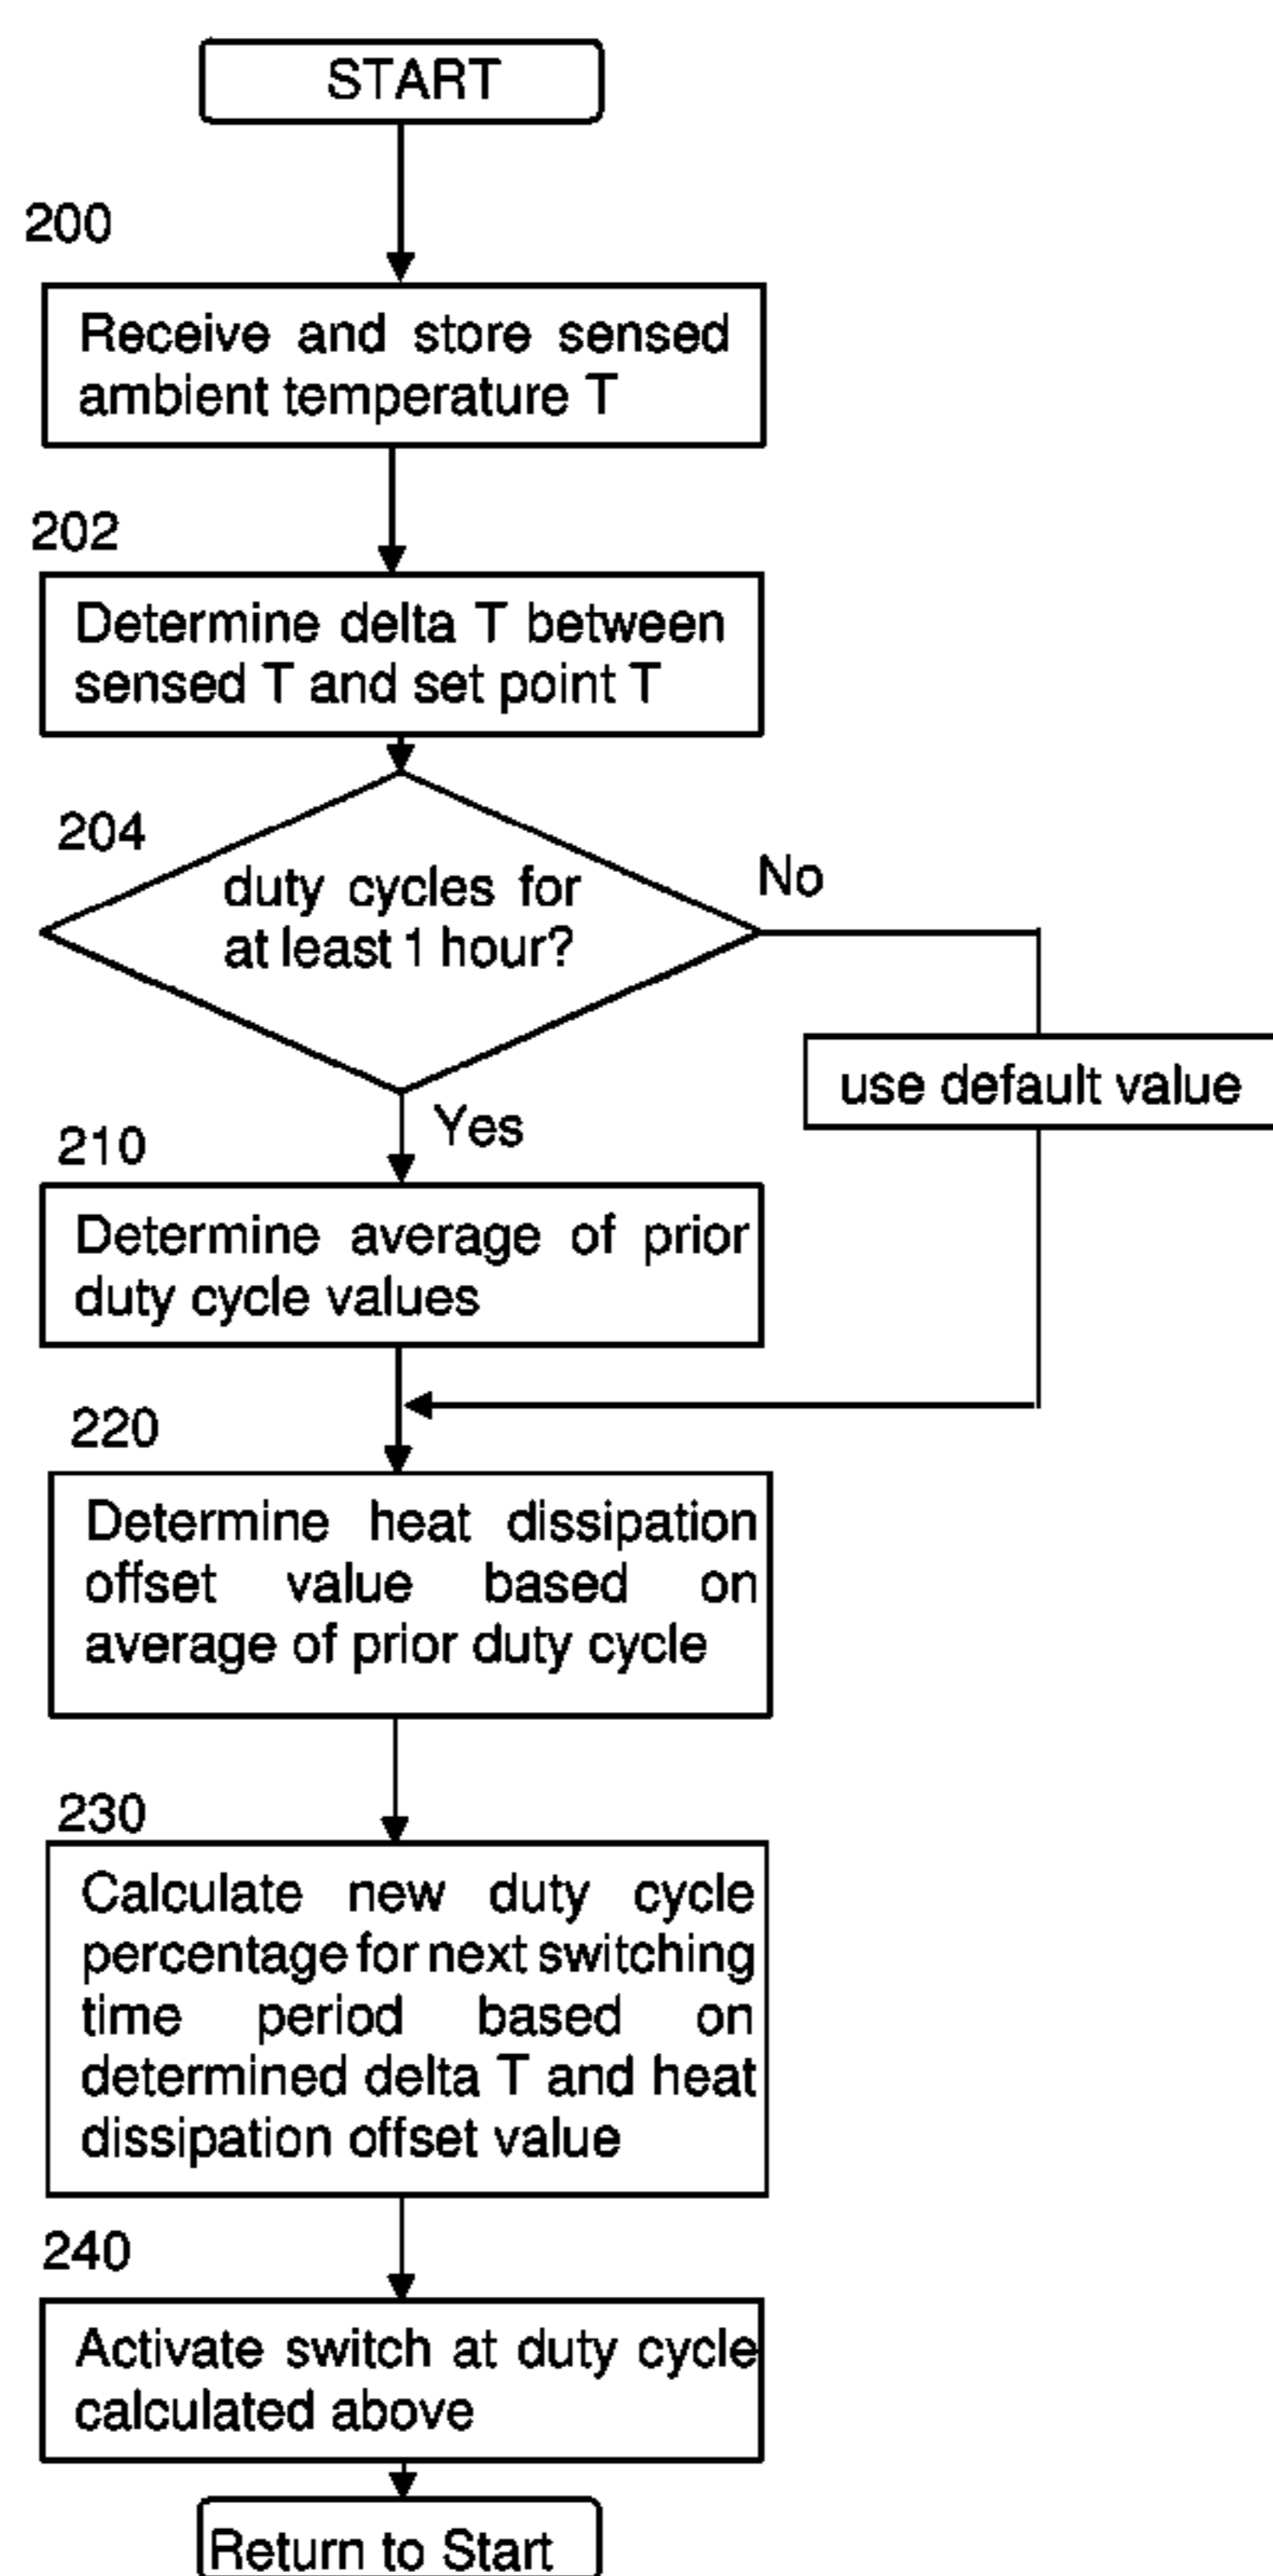 START
200
Receive and store sensed
ambient temperature T
202
Determine delta T between
sensed T and set point T
204
duty cycles for
at least 1 hour?
No
use default value
Yes
210
Determine average of prior
duty cycle values
220
Determine heat dissipation
offset value based on
average of prior duty cycle
230
Calculate new duty cycle
percentage for next switching
time period based on
determined delta T and heat
dissipation offset value
240
Activate switch at duty cycle
calculated above
Return to Start